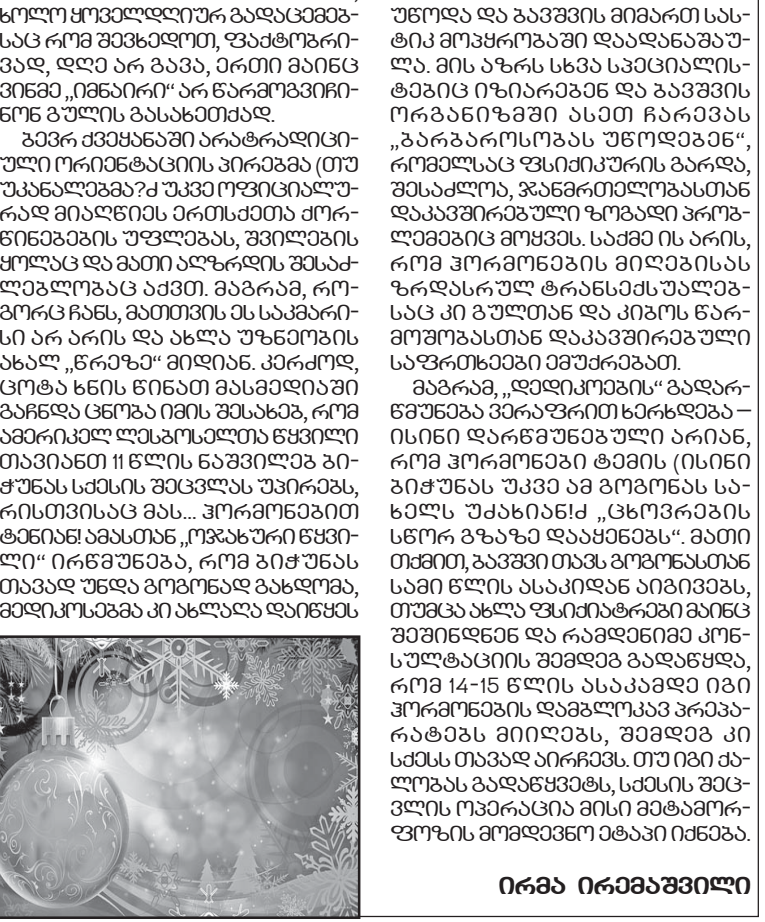 ხოლო ყოველდღიურ გადაცემებ-
საც რომ შევხედოთ, ფაქტობრი-
ვად, დღე არ გავა, ერთი მაინც
ვინმე „იმნაირი“ არ წარმოგვიჩი-
ნონ გულის გასახეთქად.
ბევრ ქვეყანაში არატრადიცი-
ული ორიენტაციის პირებმა (თუ
უკანალებმა?ძ უკვე ოფიციალუ-
რად მიაღწიეს ერთსქეთა ქორ-
წინებების უფლებას, შვილების
ყოლაც და მათი აღზრდის შესაძ-
ლებლობაც აქვთ. მაგრამ, რო-
გორც ჩანს, მათთვის ეს საკმარი-
სი არ არის და ახლა უზნეობის
ახალ „წრეზე“ მიდიან. კერძოდ,
ცოტა ხნის წინათ მასმედიაში
გაჩნდა ცნობა იმის შესახებ, რომ
ამერიკელ ლესბოსელთა წყვილი
თავიანთ 11 წლის ნაშვილებ ბი-
ჭუნას სქესის შეცვლას უპირებს,
რისთვისაც მას... ჰორმონებით
ტენიან! ამასთან „ოჯახური წყვი-
ლი“ ირწმუნება, რომ ბიჭუნას
თავად უნდა გოგონად გახდომა,
მედიკოსებმა კი ახლაღა დაიწყეს
უწოდა და ბავშვის მიმართ სას-
ტიკ მოპყრობაში დაადანაშაუ-
ლა. მის აზრს სხვა სპეციალის-
ტებიც იზიარებენ და ბავშვის
ორგანიზმში ასეთ ჩარევას
„ბარბაროსობას უწოდებენ“,
რომელსაც ფსიქიკურის გარდა,
შესაძლოა, ჯანმრთელობასთან
დაკავშირებული ზოგადი პრობ-
ლემებიც მოყვეს. საქმე ის არის,
რომ ჰორმონების მიღებისას
ზრდასრულ ტრანსექსუალებ-
საც კი გულთან და კიბოს წარ-
მოშობასთან დაკავშირებული
საფრთხეები ემუქრებათ.
მაგრამ, „დედიკოების“ გადარ-
წმუნება ვერაფრით ხერხდება –
ისინი დარწმუნებული არიან,
რომ ჰორმონები ტემის (ისინი
ბიჭუნას უკვე ამ გოგონას სა-
ხელს უძახიან!ძ „ცხოვრების
სწორ გზაზე დააყენებს“. მათი
თქმით, ბავშვი თავს გოგონასთან
სამი წლის ასაკიდან აიგივებს,
თუმცა ახლა ფსიქიატრები მაინც
შეშინდნენ და რამდენიმე კონ-
სულტაციის შემდეგ გადაწყდა,
რომ 14-15 წლის ასაკამდე იგი
ჰორმონების დამბლოკავ პრეპა-
რატებს მიიღებს, შემდეგ კი
სქესს თავად აირჩევს. თუ იგი ქა-
ლობას გადაწყვეტს, სქესის შეც-
ვლის ოპერაცია მისი მეტამორ-
ფოზის მომდევნო ეტაპი იქნება.
ირმა ირემაშვილი